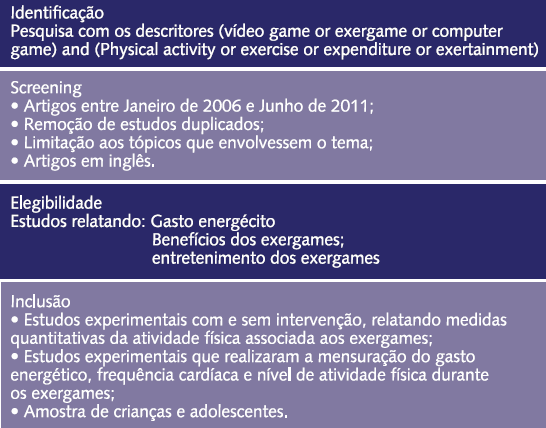 Identificação
Pesquisa com os descritores (vídeo game or exergame or computer
game) and (Physical activity or exercise or expenditure or exertainment)
Screening
• Artigos entre Janeiro de 2006 e Junho de 2011;
• Remoção de estudos duplicados;
• Limitação aos tópicos que envolvessem o tema;
• Artigos em inglês.
Elegibilidade
Estudos relatando: Gasto energécito
Benefícios dos exergames;
entretenimento dos exergames
Inclusão
• Estudos experimentais com e sem intervenção, relatando medidas
quantitativas da atividade física associada aos exergames;
• Estudos experimentais que realizaram a mensuração do gasto
energético, frequência cardíaca e nível de atividade física durante
os exergames;
• Amostra de crianças e adolescentes.